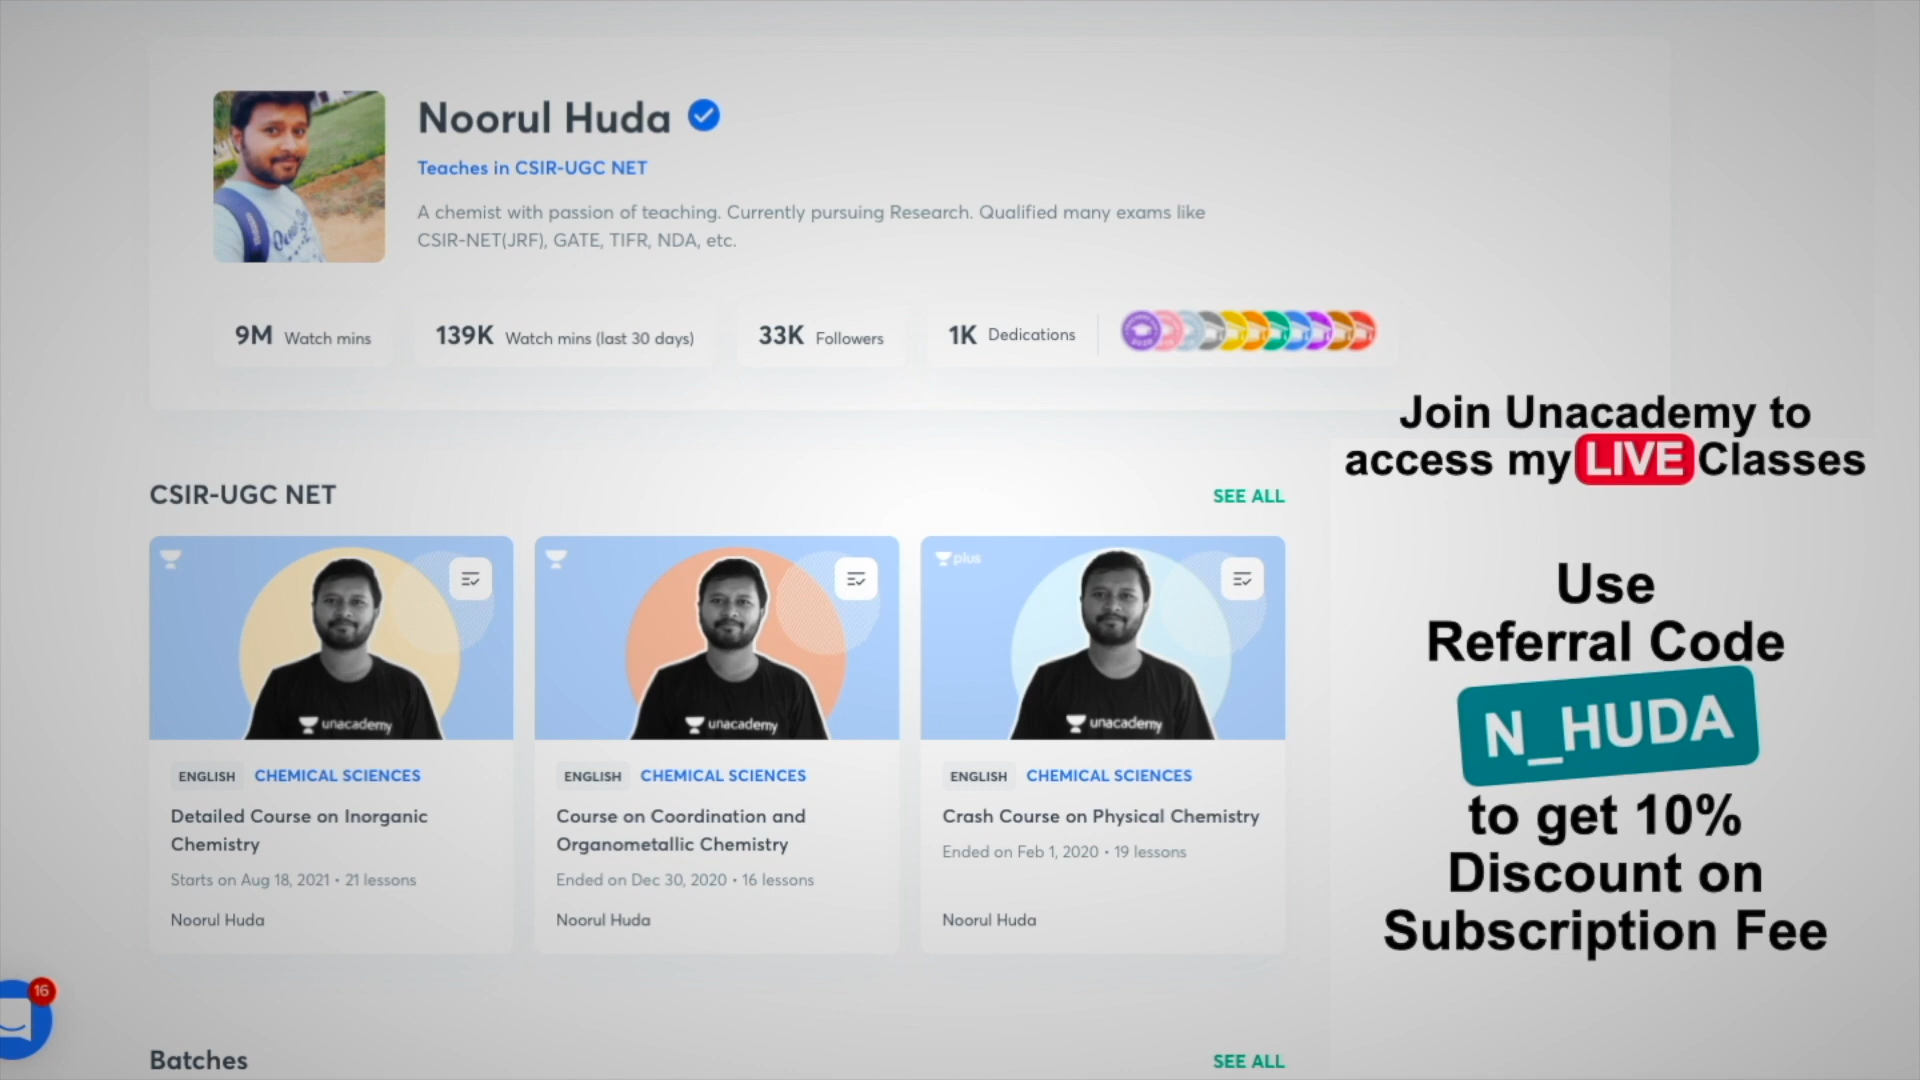 Noorul Huda
Teaches in CSIR-UGC NET
A chemist with passion of teaching. Currently pursuing Research. Qualified many exams like
CSIR-NET(JRF), GATE, TIFR, NDA, etc.
9M Watch mins
139K Watch mins (last 30 days)
33K Followers
1K Dedications
Join Unacademy to
access my LIVE Classes
Use
Referral Code
N_HUDA
to get 10%
Discount on
Subscription Fee
CSIR-UGC NET
SEE ALL
unacademy
ENGLISH CHEMICAL SCIENCES
Detailed Course on Inorganic
Chemistry
Starts on Aug 18, 2021 • 21 lessons
Noorul Huda
unacademy
ENGLISH CHEMICAL SCIENCES
Course on Coordination and
Organometallic Chemistry
Ended on Dec 30, 2020 • 16 lessons
Noorul Huda
plus
unacademy
ENGLISH CHEMICAL SCIENCES
Crash Course on Physical Chemistry
Ended on Feb 1, 2020 • 19 lessons
Noorul Huda
16
Batches
SEE ALL